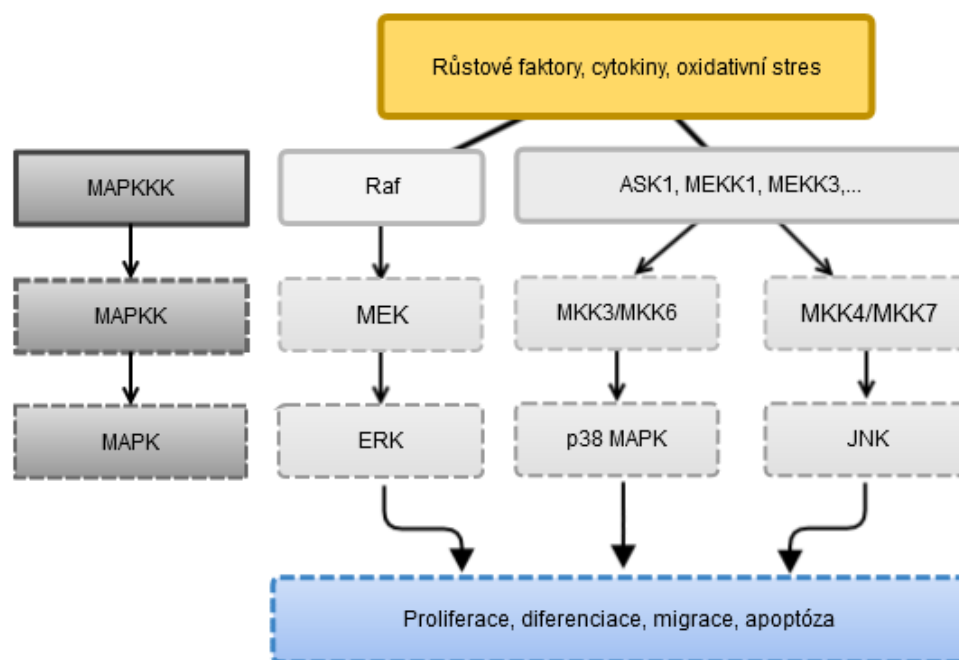 Růstové faktory, cytokiny, oxidativní stres
MAPKKK
Raf
ASK1, MEKK1, MEKK3,...
MAPKK
MEK
MKK3/MKK6
MKK4/MKK7
MAPK
ERK
p38 MAPK
JNK
Proliferace, diferenciace, migrace, apoptóza